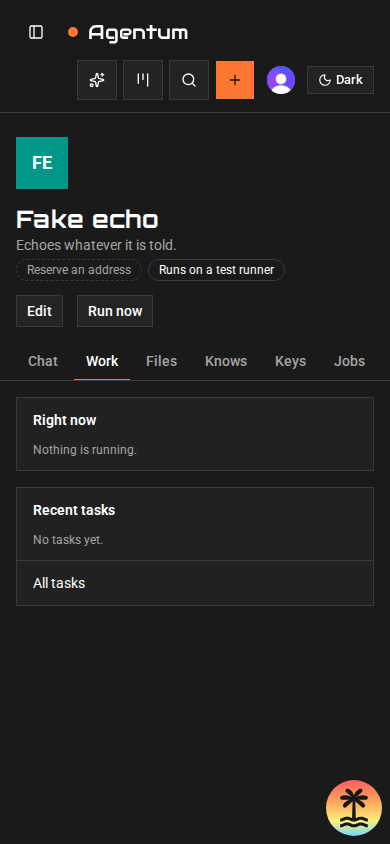 Agentum
Dark
FE
Fake echo
Echoes whatever it is told.
Reserve an address Runs on a test runner
Edit Run now
Chat Work Files Knows Keys Jobs
Right now
Nothing is running.
Recent tasks
No tasks yet.
All tasks